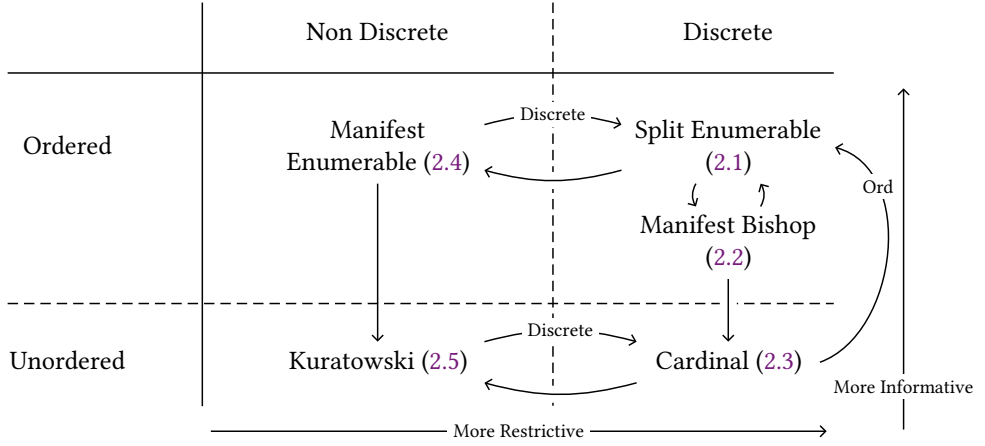 Non Discrete
Discrete
Ordered
Manifest
Enumerable (2.4)
Discrete
Split Enumerable
(2.1)
Ord
Manifest Bishop
(2.2)
Unordered
Kuratowski (2.5)
Discrete
Cardinal (2.3)
More Informative
More Restrictive